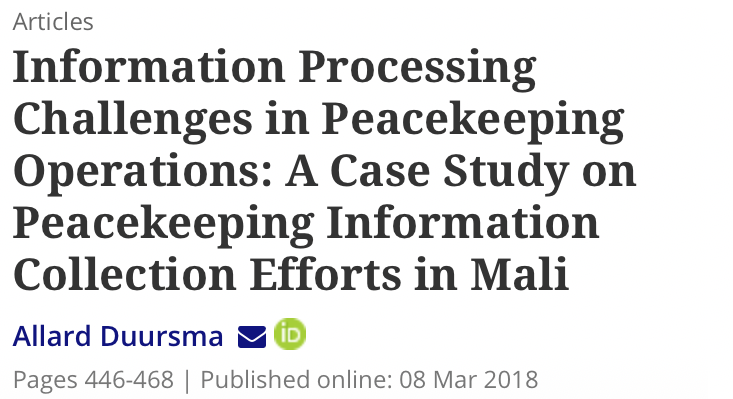 Articles
Information Processing
Challenges in Peacekeeping
Operations: A Case Study on
Peacekeeping Information
Collection Efforts in Mali
Allard Duursma iD
Pages 446-468 | Published online: 08 Mar 2018